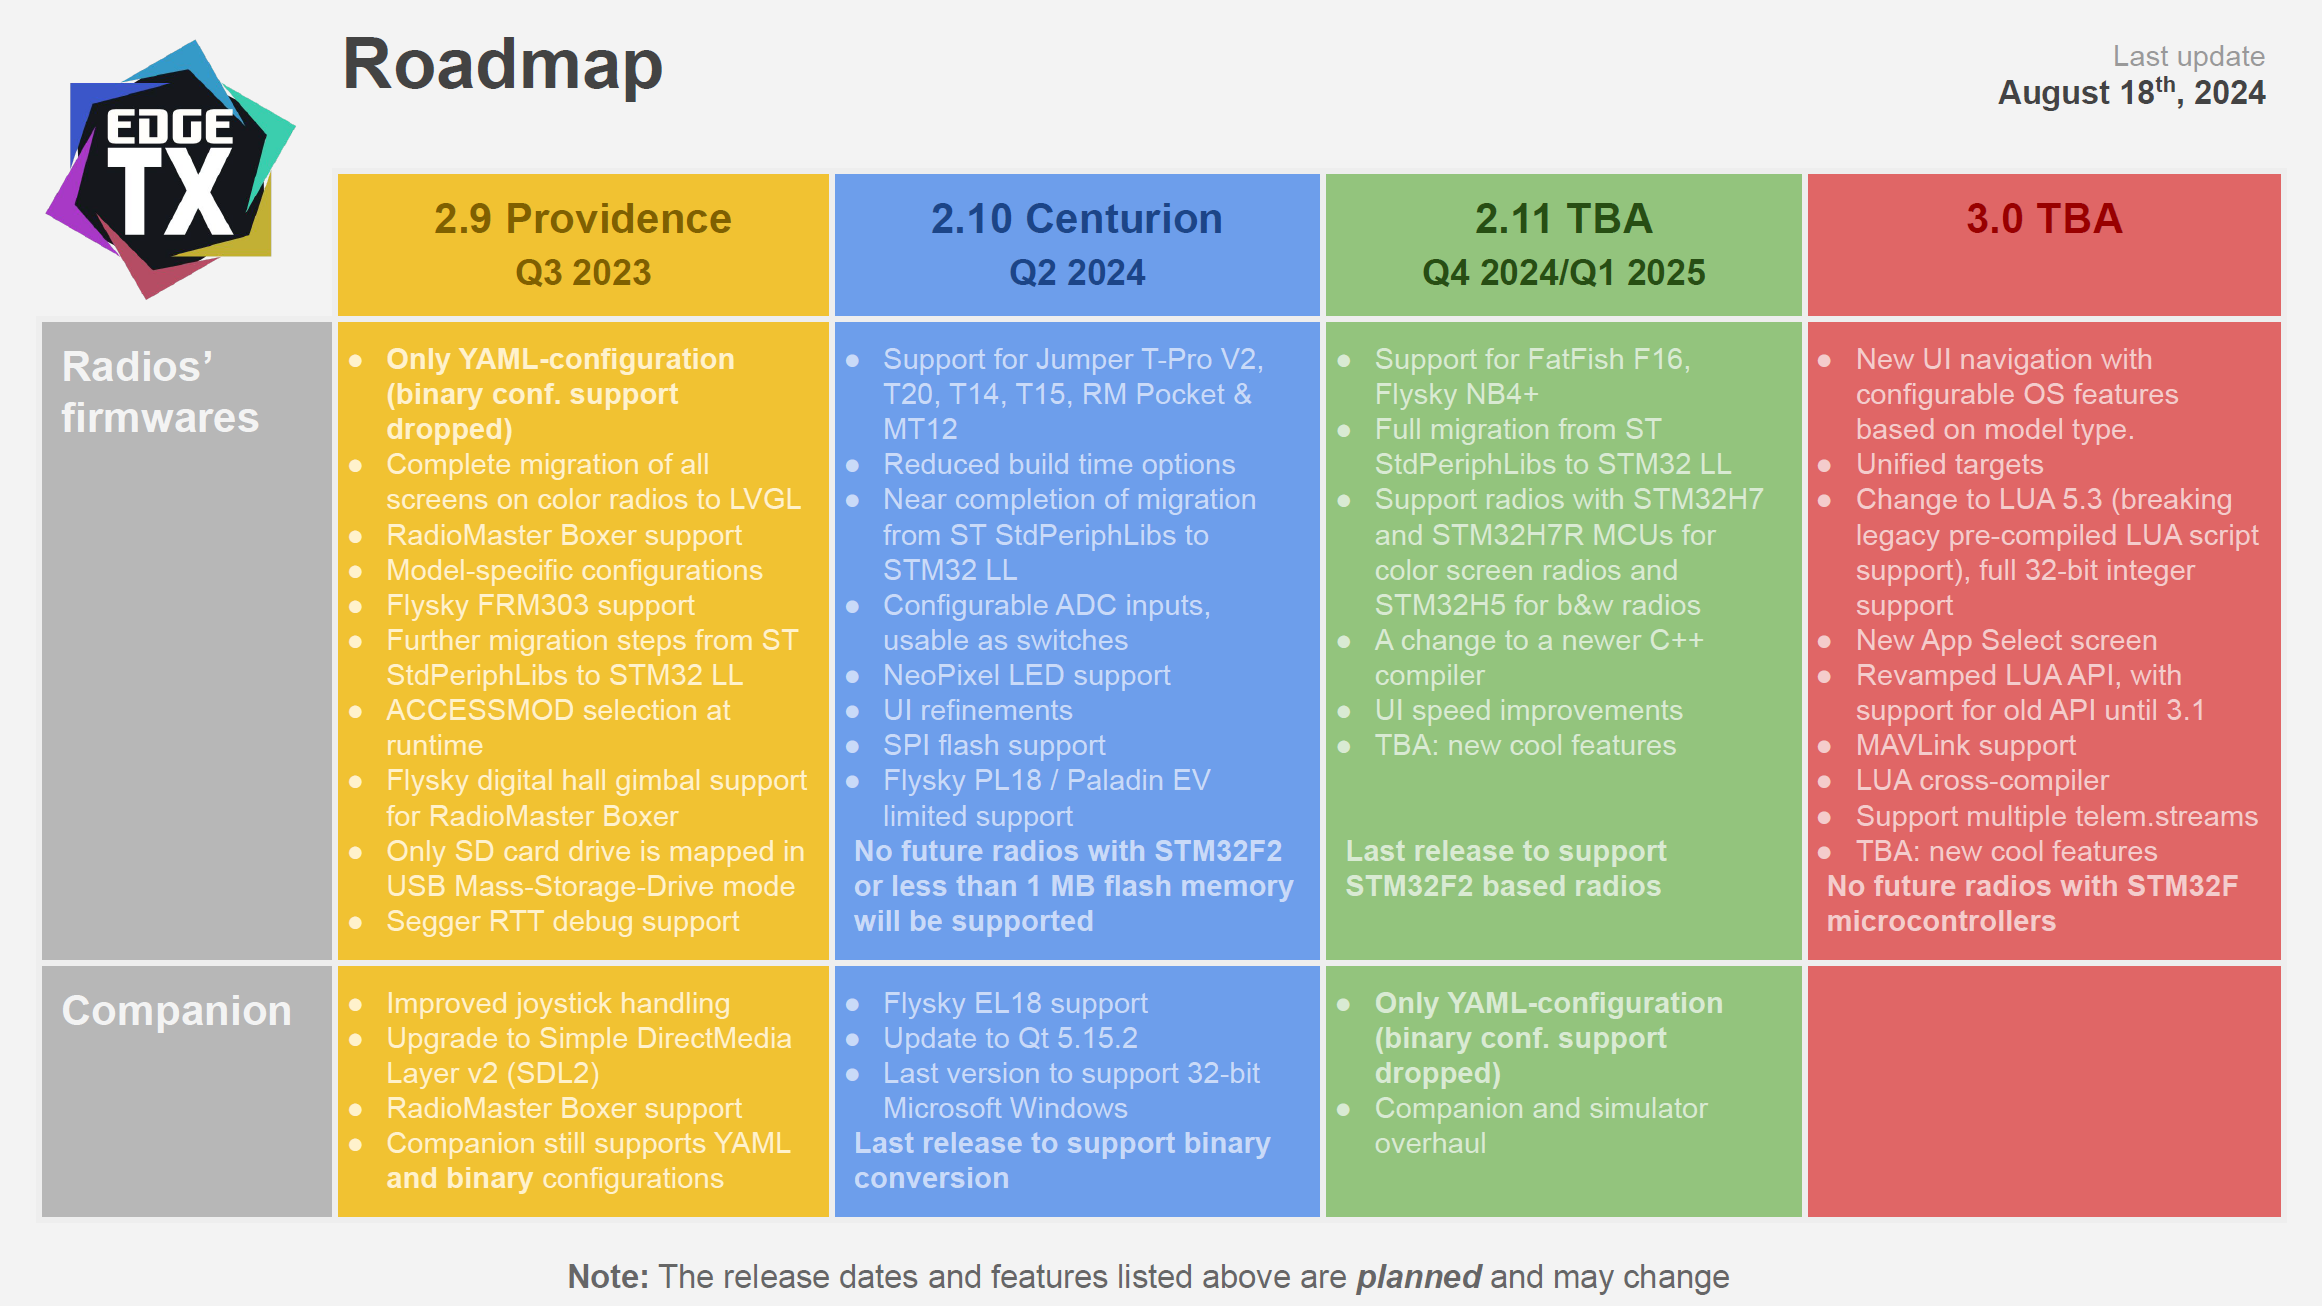 Roadmap
Last update
August 18th, 2024
EDGE
TX
2.9 Providence
Q3 2023
2.10 Centurion
Q2 2024
2.11 TBA
Q4 2024/Q1 2025
3.0 TBA
Radios’
firmwares
● Only YAML-configuration
(binary conf. support
dropped)
● Complete migration of all
screens on color radios to LVGL
● RadioMaster Boxer support
● Model-specific configurations
● Flysky FRM303 support
● Further migration steps from ST
StdPeriphLibs to STM32 LL
● ACCESSMOD selection at
runtime
● Flysky digital hall gimbal support
for RadioMaster Boxer
● Only SD card drive is mapped in
USB Mass-Storage-Drive mode
● Segger RTT debug support
● Support for Jumper T-Pro V2,
T20, T14, T15, RM Pocket &
MT12
● Reduced build time options
● Near completion of migration
from ST StdPeriphLibs to
STM32 LL
● Configurable ADC inputs,
usable as switches
● NeoPixel LED support
● UI refinements
● SPI flash support
● Flysky PL18 / Paladin EV
limited support
No future radios with STM32F2
or less than 1 MB flash memory
will be supported
● Support for FatFish F16,
Flysky NB4+
● Full migration from ST
StdPeriphLibs to STM32 LL
● Support radios with STM32H7
and STM32H7R MCUs for
color screen radios and
STM32H5 for b&w radios
● A change to a newer C++
compiler
● UI speed improvements
● TBA: new cool features
Last release to support
STM32F2 based radios
● New UI navigation with
configurable OS features
based on model type.
● Unified targets
● Change to LUA 5.3 (breaking
legacy pre-compiled LUA script
support), full 32-bit integer
support
● New App Select screen
● Revamped LUA API, with
support for old API until 3.1
● MAVLink support
● LUA cross-compiler
● Support multiple telem.streams
● TBA: new cool features
No future radios with STM32F
microcontrollers
Companion
● Improved joystick handling
● Upgrade to Simple DirectMedia
Layer v2 (SDL2)
● RadioMaster Boxer support
● Companion still supports YAML
and binary configurations
● Flysky EL18 support
● Update to Qt 5.15.2
● Last version to support 32-bit
Microsoft Windows
Last release to support binary
conversion
● Only YAML-configuration
(binary conf. support
dropped)
● Companion and simulator
overhaul
Note: The release dates and features listed above are planned and may change